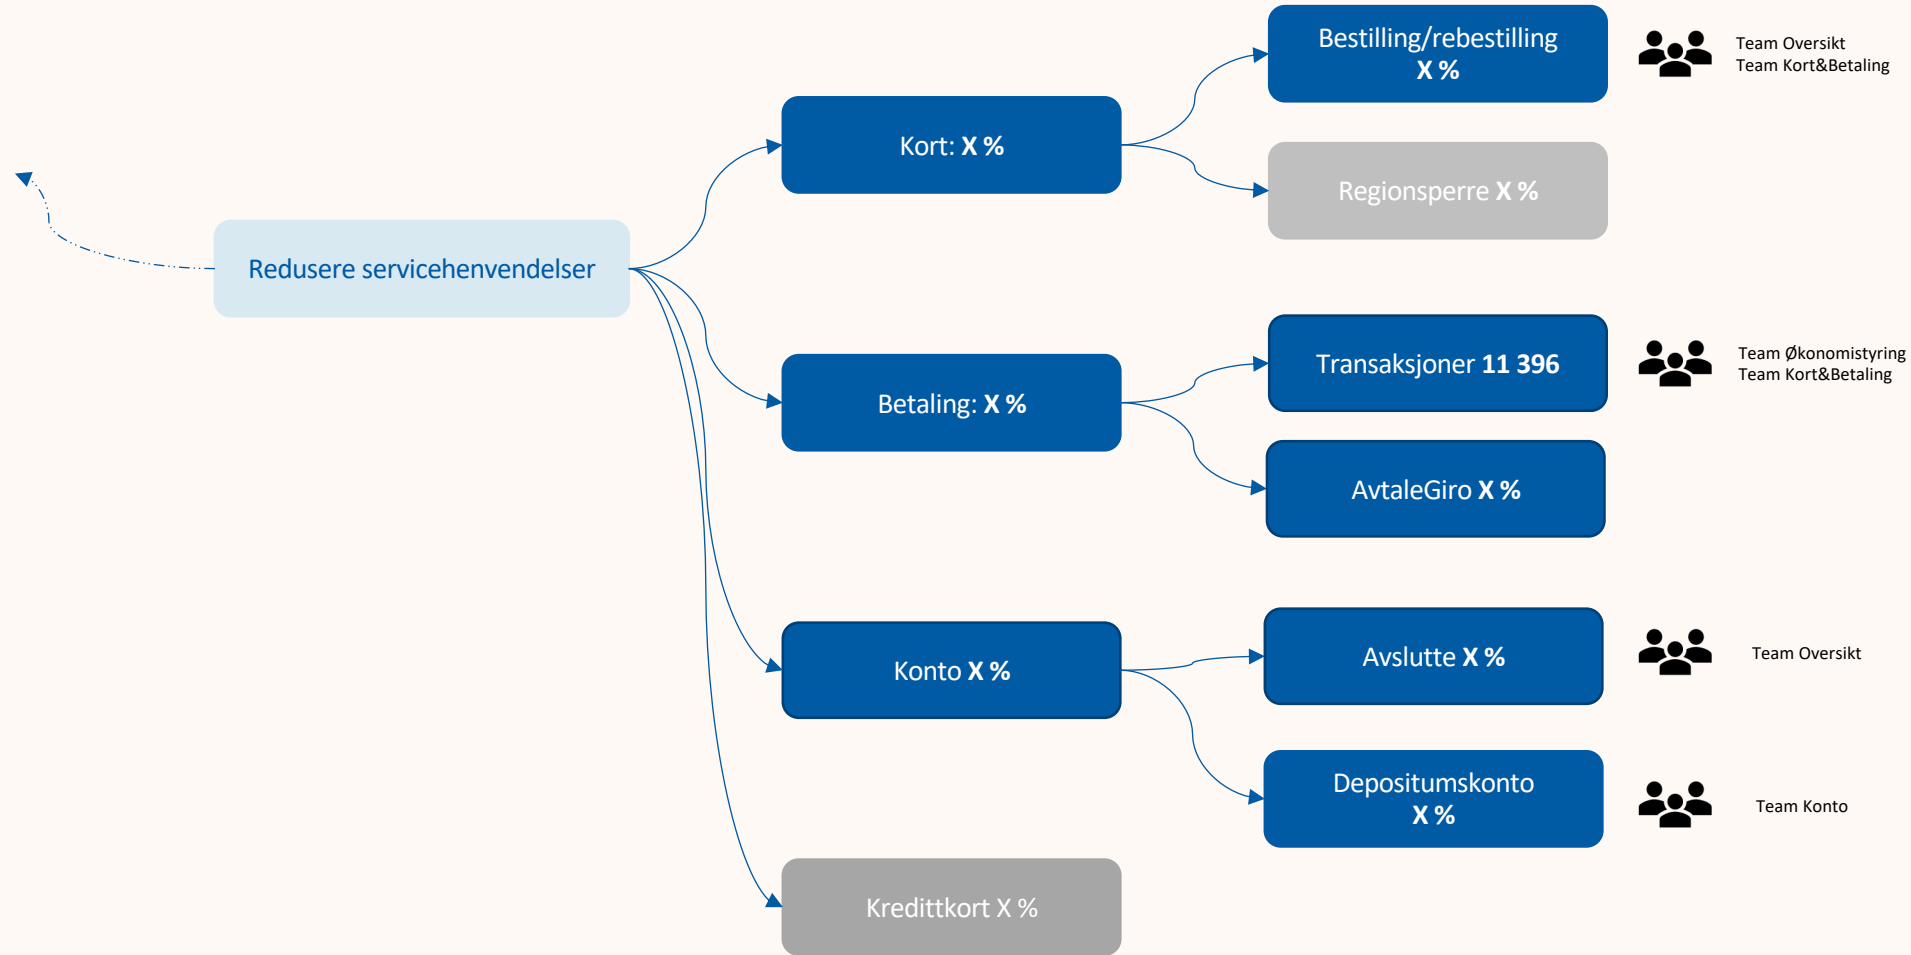 Bestilling/rebestilling
X %
Team Oversikt
Team Kort&Betaling
Kort: X %
Regionsperre X %
Redusere servicehenvendelser
Transaksjoner 11 396
Team Økonomistyring
Team Kort&Betaling
Betaling: X %
AvtaleGiro X %
Avslutte X %
Team Oversikt
Konto X %
Depositumskonto
X %
Team Konto
Kredittkort X %